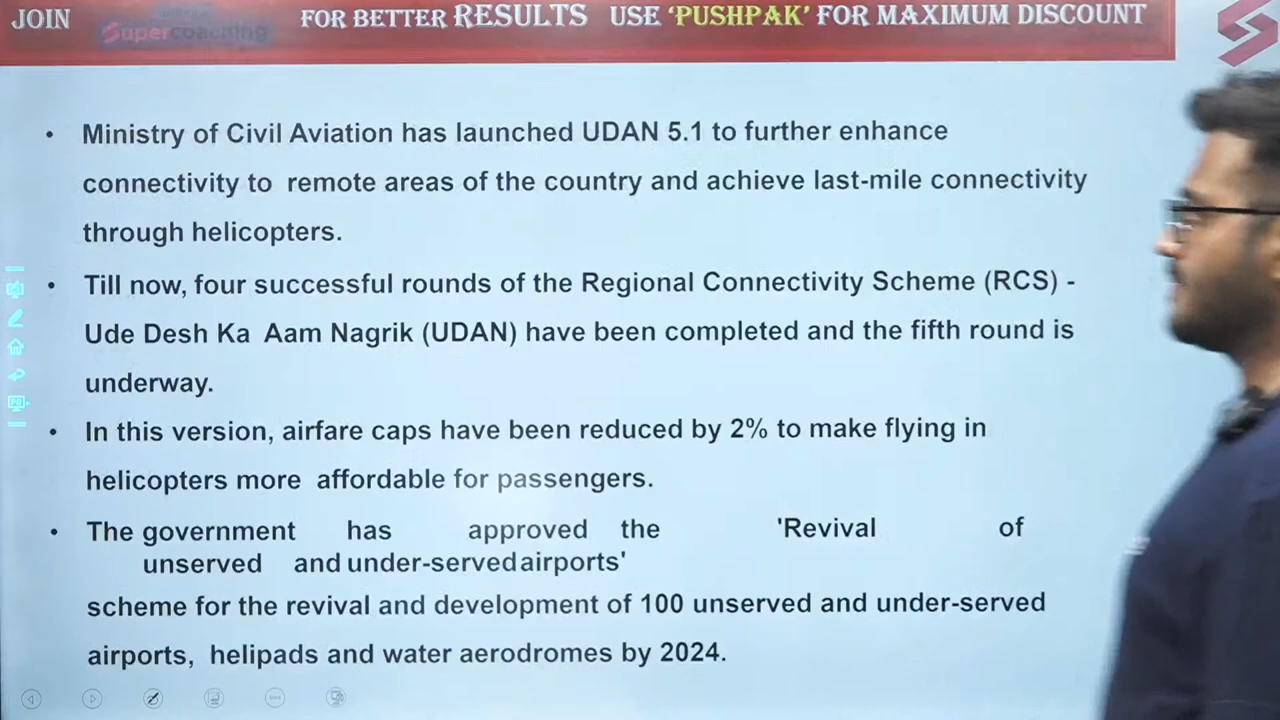 JOIN
Supercoaching
FOR BETTER RESULTS USE ‘PUSHPAK’ FOR MAXIMUM DISCOUNT
• Ministry of Civil Aviation has launched UDAN 5.1 to further enhance
connectivity to remote areas of the country and achieve last-mile connectivity
through helicopters.
• Till now, four successful rounds of the Regional Connectivity Scheme (RCS) -
Ude Desh Ka Aam Nagrik (UDAN) have been completed and the fifth round is
underway.
• In this version, airfare caps have been reduced by 2% to make flying in
helicopters more affordable for passengers.
• The government has approved the 'Revival of
unserved and under-served airports'
scheme for the revival and development of 100 unserved and under-served
airports, helipads and water aerodromes by 2024.